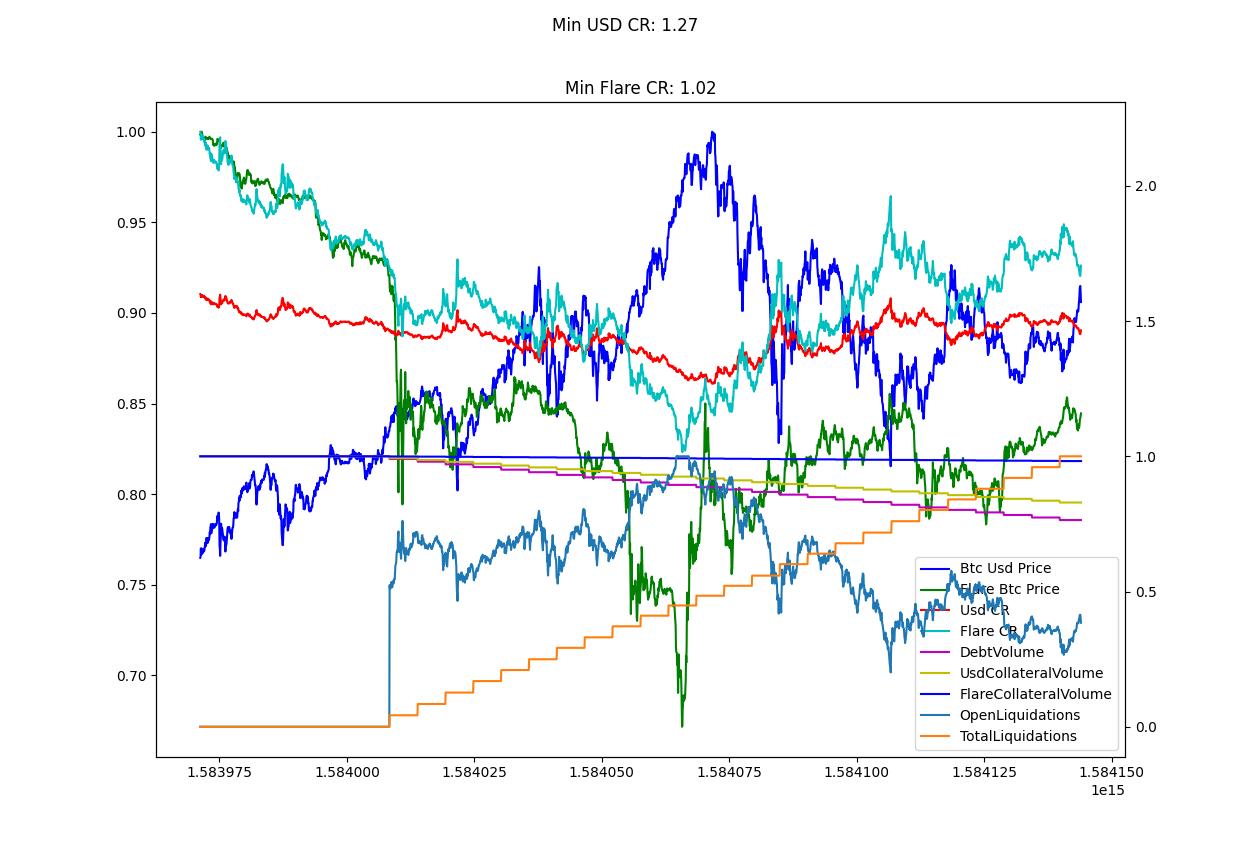 Min USD CR: 1.27
Min Flare CR: 1.02
1.00
0.95
0.90
0.85
0.80
0.75
0.70
2.0
1.5
1.0
0.5
0.0
Btc Usd Price
Flare Btc Price
Usd CR
Flare CR
DebtVolume
UsdCollateralVolume
FlareCollateralVolume
OpenLiquidations
TotalLiquidations
1.583975 1.584000 1.584025 1.584050 1.584075 1.584100 1.584125 1.584150
1e15